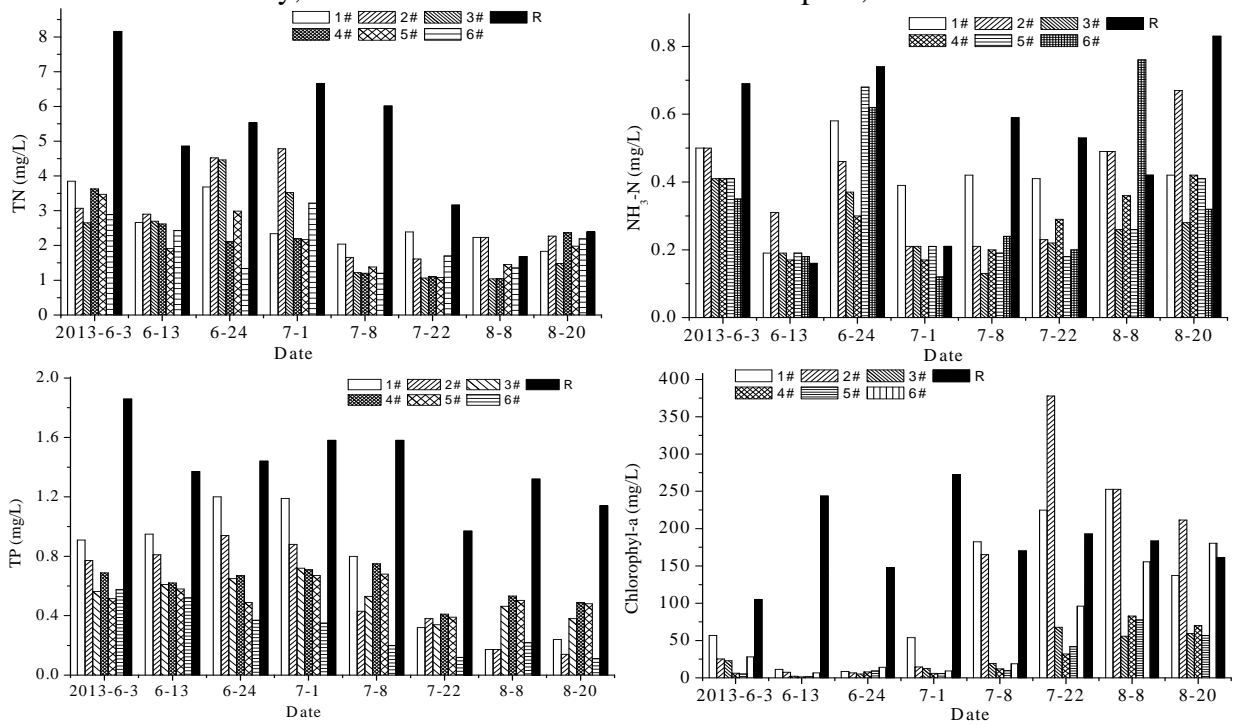 1# 2# 3# R
4# 5# 6#
TN (mg/L)
8
7
6
5
4
3
2
1
0
2013-6-3 6-13 6-24 7-1 7-8 7-22 8-8 8-20
Date
1# 2# 3# R
4# 5# 6#
NH3-N (mg/L)
0.8
0.6
0.4
0.2
0.0
2013-6-3 6-13 6-24 7-1 7-8 7-22 8-8 8-20
Date
1# 2# 3# R
4# 5# 6#
TP (mg/L)
2.0
1.6
1.2
0.8
0.4
0.0
2013-6-3 6-13 6-24 7-1 7-8 7-22 8-8 8-20
Date
1# 2# 3# R
4# 5# 6#
Chlorophyl-a (mg/L)
400
350
300
250
200
150
100
50
0
2013-6-3 6-13 6-24 7-1 7-8 7-22 8-8 8-20
Date